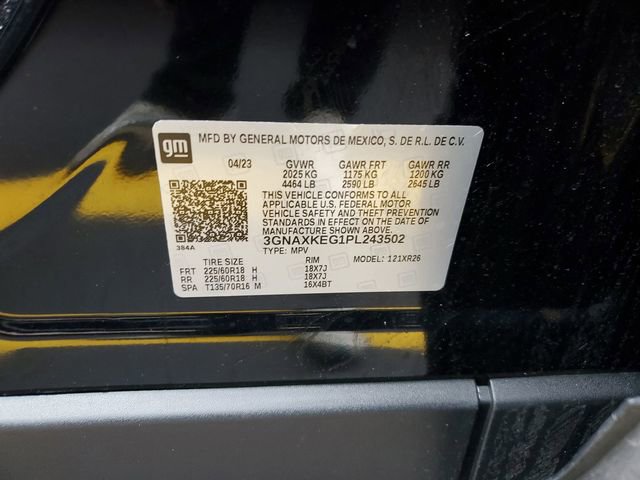 gm
MFD BY GENERAL MOTORS DE MEXICO, S. DE R.L. DE C.V.
04/23 GVWR GAWR FRT GAWR RR
2025 KG 1175 KG 1200 KG
4464 LB 2590 LB 2645 LB
THIS VEHICLE CONFORMS TO ALL
APPLICABLE U.S. FEDERAL MOTOR
VEHICLE SAFETY STANDARDS
IN EFFECT ON THE DATE OF
MANUFACTURE SHOWN ABOVE.
3GNAXKEG1PL243502
384A
TYPE: MPV
TIRE SIZE RIM MODEL: 121XR26
FRT 225/60R18 H 18X7J
RR 225/60R18 H 18X7J
SPA T135/70R16 M 16X4BT